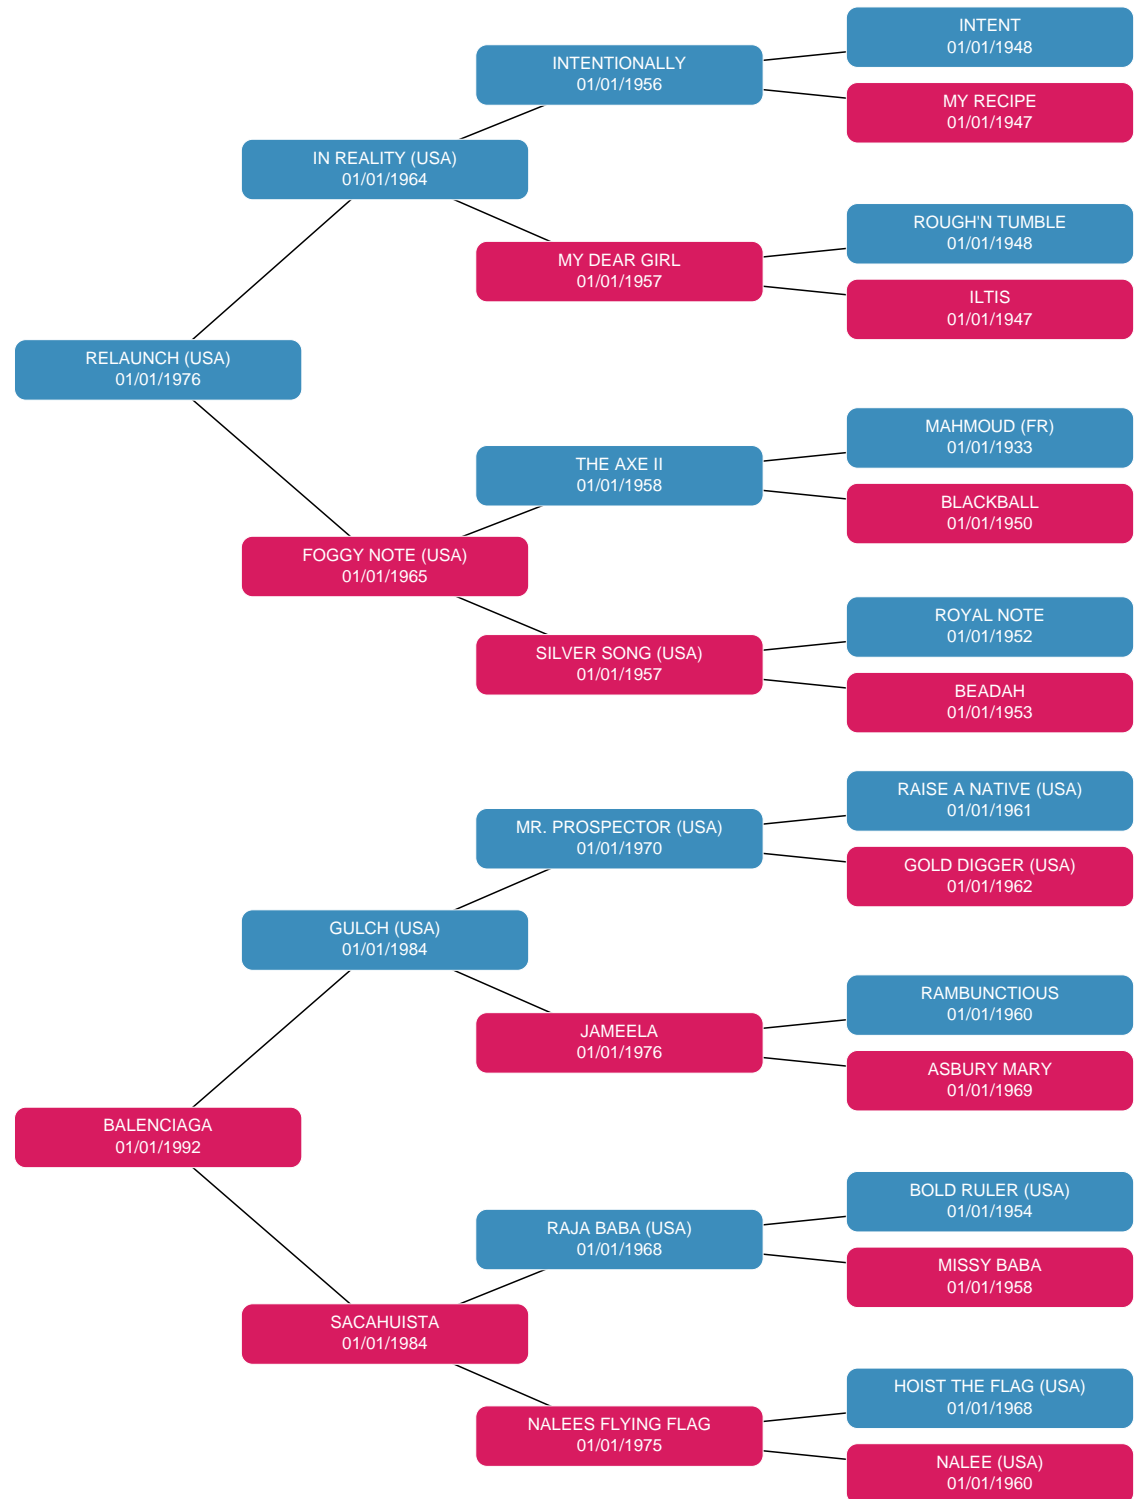 INTENT
01/01/1948
INTENTIONALLY
01/01/1956
MY RECIPE
01/01/1947
IN REALITY (USA)
01/01/1964
ROUGH'N TUMBLE
01/01/1948
MY DEAR GIRL
01/01/1957
ILTIS
01/01/1947
RELAUNCH (USA)
01/01/1976
MAHMOUD (FR)
01/01/1933
THE AXE II
01/01/1958
BLACKBALL
01/01/1950
FOGGY NOTE (USA)
01/01/1965
ROYAL NOTE
01/01/1952
SILVER SONG (USA)
01/01/1957
BEADAH
01/01/1953
RAISE A NATIVE (USA)
01/01/1961
MR. PROSPECTOR (USA)
01/01/1970
GOLD DIGGER (USA)
01/01/1962
GULCH (USA)
01/01/1984
RAMBUNCTIOUS
01/01/1960
JAMEELA
01/01/1976
ASBURY MARY
01/01/1969
BALENCIAGA
01/01/1992
BOLD RULER (USA)
01/01/1954
RAJA BABA (USA)
01/01/1968
MISSY BABA
01/01/1958
SACAHUISTA
01/01/1984
HOIST THE FLAG (USA)
01/01/1968
NALEES FLYING FLAG
01/01/1975
NALEE (USA)
01/01/1960